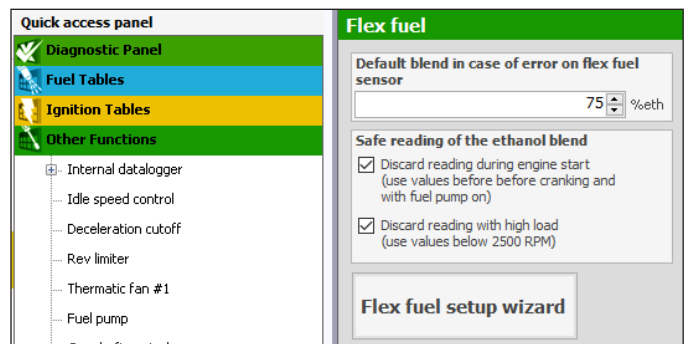 Quick access panel
Diagnostic Panel
Fuel Tables
Ignition Tables
Other Functions
Internal datalogger
Idle speed control
Deceleration cutoff
Rev limiter
Thermatic fan #1
Fuel pump
Flex fuel
Default blend in case of error on flex fuel
sensor
75 %eth
Safe reading of the ethanol blend
Discard reading during engine start
(use values before before cranking and
with fuel pump on)
Discard reading with high load
(use values below 2500 RPM)
Flex fuel setup wizard